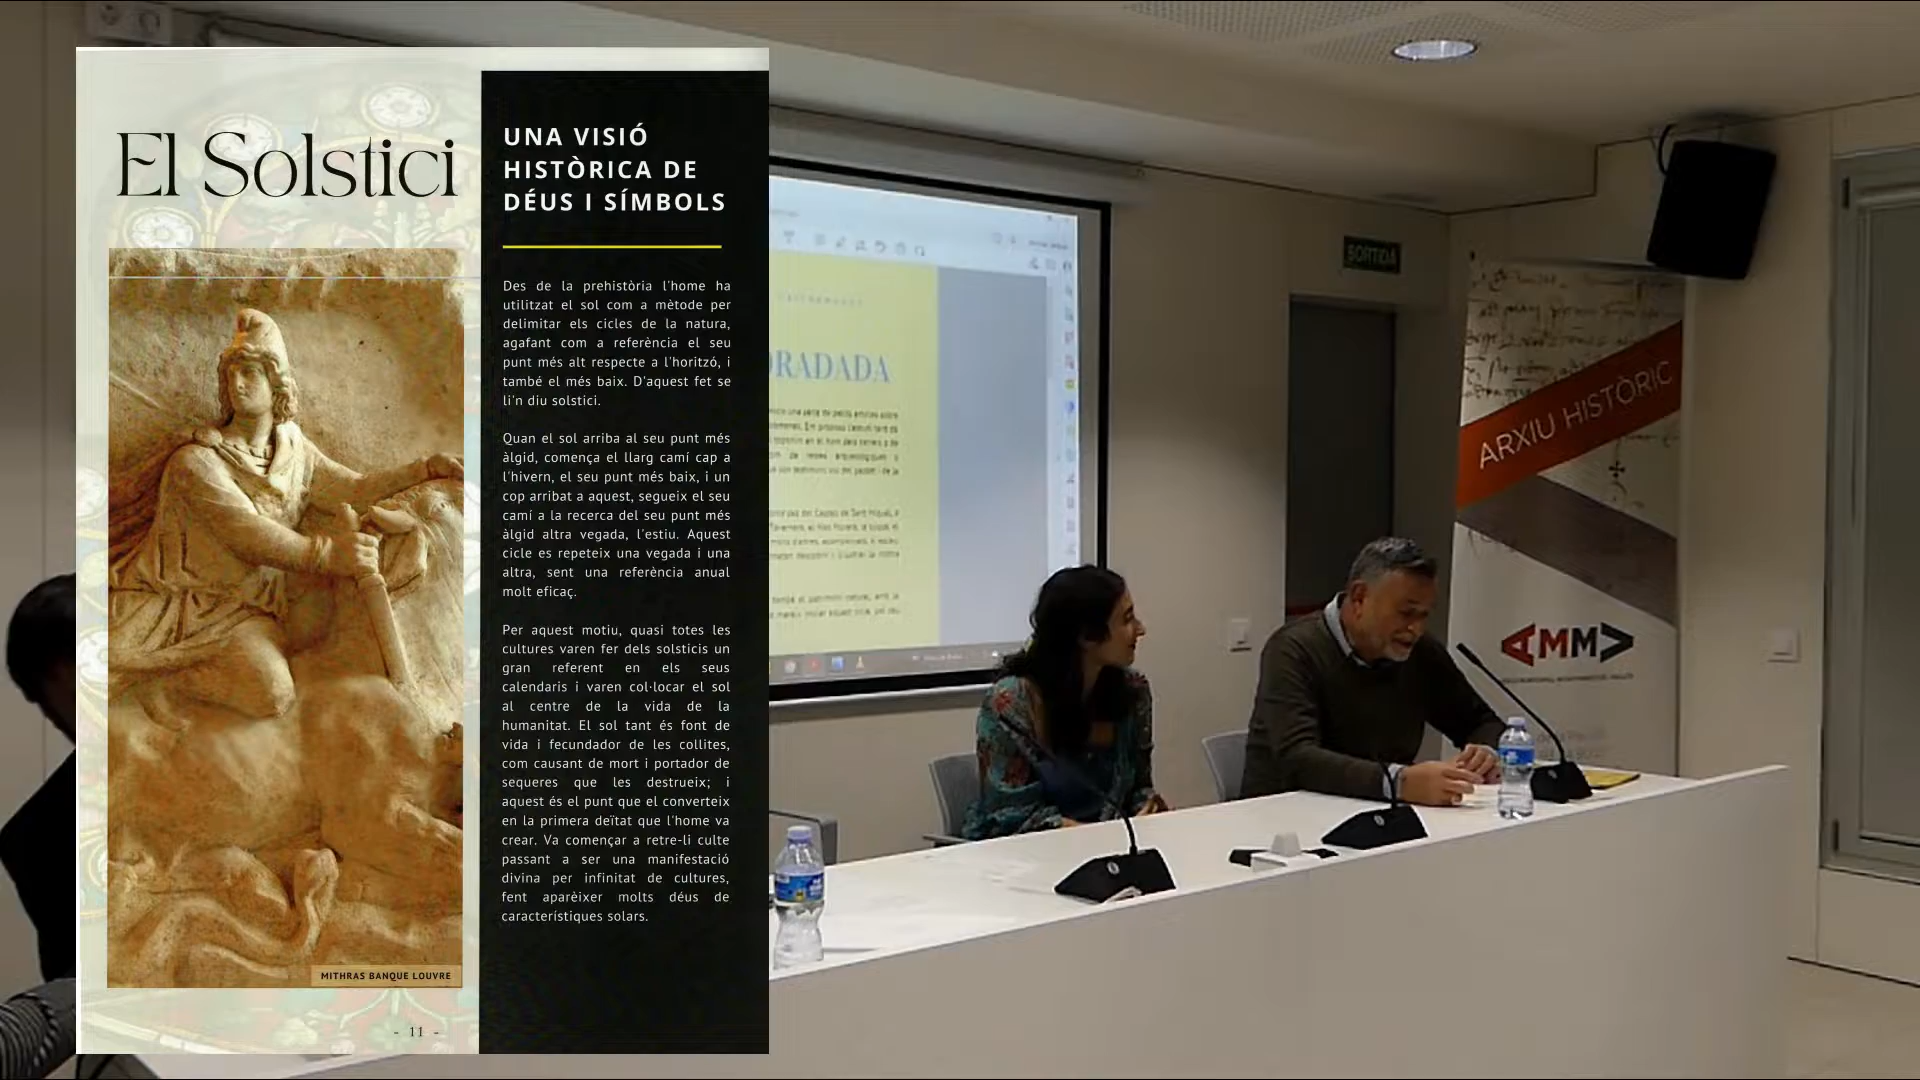 El Solstici
MITHRAS BANQUE LOUVRE
- 11 -
UNA VISIÓ
HISTÒRICA DE
DÉUS I SÍMBOLS
Des de la prehistòria l'home ha
utilitzat el sol com a mètode per
delimitar els cicles de la natura,
agafant com a referència el seu
punt més alt respecte a l'horitzó, i
també el més baix. D'aquest fet se
li'n diu solstici.
Quan el sol arriba al seu punt més
àlgid, comença el llarg camí cap a
l'hivern, el seu punt més baix, i un
cop arribat a aquest, segueix el seu
camí a la recerca del seu punt més
àlgid altra vegada, l'estiu. Aquest
cicle es repeteix una vegada i una
altra, sent una referència anual
molt eficaç.
Per aquest motiu, quasi totes les
cultures varen fer dels solsticis un
gran referent en els seus
calendaris i varen col·locar el sol
al centre de la vida de la
humanitat. El sol tant és font de
vida i fecundador de les collites,
com causant de mort i portador de
sequeres que les destrueix; i
aquest és el punt que el converteix
en la primera deïtat que l'home va
crear. Va començar a retre-li culte
passant a ser una manifestació
divina per infinitat de cultures,
fent aparèixer molts déus de
característiques solars.
RADADA
SORTIDA
ARXIU HISTÒRIC
AMMA